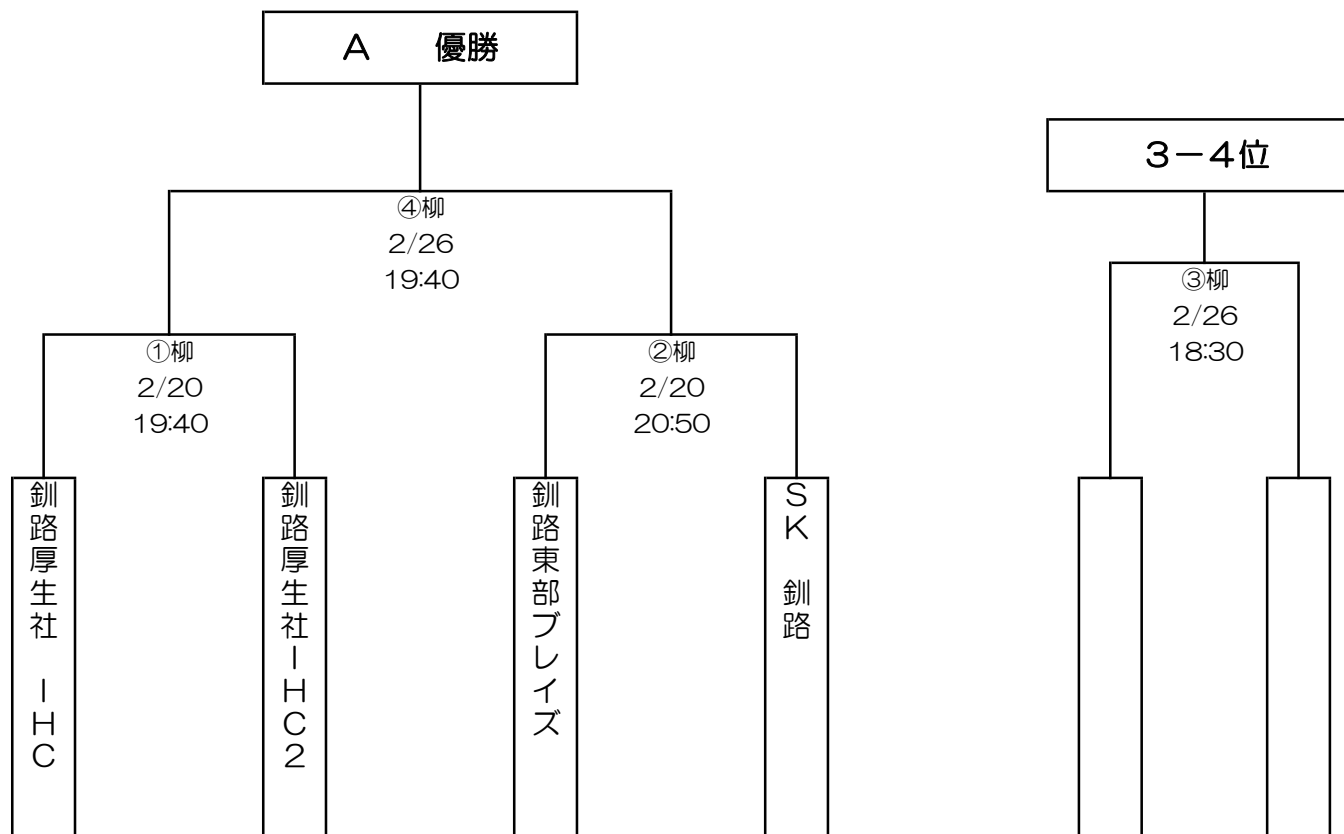 A　優勝
3－4位
④柳
2/26
19:40
③柳
2/26
18:30
①柳
2/20
19:40
②柳
2/20
20:50
釧路厚生社　IHC
釧路厚生社IHC2
釧路東部ブレイズ
SK　釧路